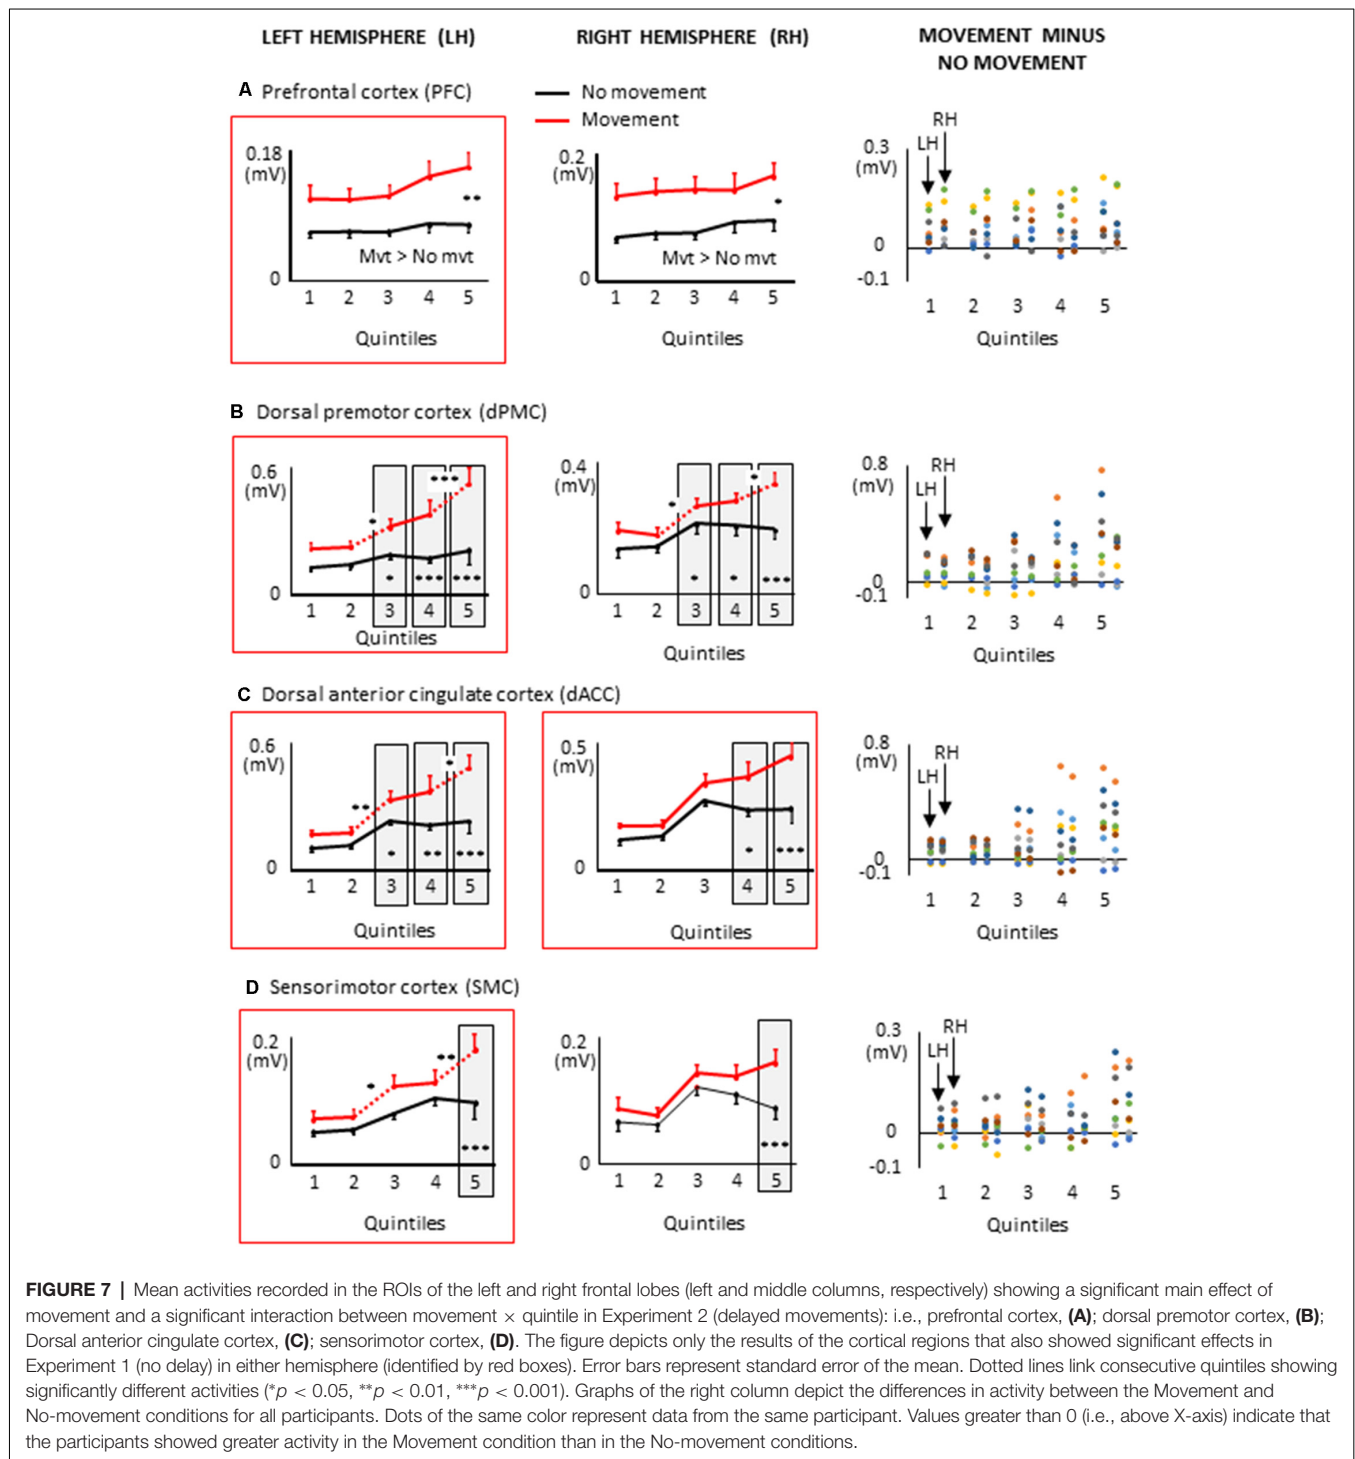 LEFT HEMISPHERE (LH)
RIGHT HEMISPHERE (RH)
MOVEMENT MINUS
NO MOVEMENT
A Prefrontal cortex (PFC)
No movement
Movement
0.18
(mV)
**
Mvt > No mvt
0
1 2 3 4 5
Quintiles
0.2
(mV)
*
Mvt > No mvt
0
1 2 3 4 5
Quintiles
RH
LH
0.3
(mV)
0
-0.1
1 2 3 4 5
Quintiles
B Dorsal premotor cortex (dPMC)
0.6
(mV)
* ***
* *** ***
0
1 2 3 4 5
Quintiles
0.4
(mV)
* *
* * ***
0
1 2 3 4 5
Quintiles
0.8
(mV)
RH
LH
0
-0.1
1 2 3 4 5
Quintiles
C Dorsal anterior cingulate cortex (dACC)
0.6
(mV)
** *
* ** ***
0
1 2 3 4 5
Quintiles
0.5
(mV)
* ***
0
1 2 3 4 5
Quintiles
0.8
(mV)
RH
LH
0
-0.1
1 2 3 4 5
Quintiles
D Sensorimotor cortex (SMC)
0.2
(mV)
* **
***
0
1 2 3 4 5
Quintiles
0.2
(mV)
***
0
1 2 3 4 5
Quintiles
0.3
(mV)
RH
LH
0
-0.1
1 2 3 4 5
Quintiles
FIGURE 7 | Mean activities recorded in the ROIs of the left and right frontal lobes (left and middle columns, respectively) showing a significant main effect of
movement and a significant interaction between movement × quintile in Experiment 2 (delayed movements): i.e., prefrontal cortex, (A); dorsal premotor cortex, (B);
Dorsal anterior cingulate cortex, (C); sensorimotor cortex, (D). The figure depicts only the results of the cortical regions that also showed significant effects in
Experiment 1 (no delay) in either hemisphere (identified by red boxes). Error bars represent standard error of the mean. Dotted lines link consecutive quintiles showing
significantly different activities (*p < 0.05, **p < 0.01, ***p < 0.001). Graphs of the right column depict the differences in activity between the Movement and
No-movement conditions for all participants. Dots of the same color represent data from the same participant. Values greater than 0 (i.e., above X-axis) indicate that
the participants showed greater activity in the Movement condition than in the No-movement conditions.